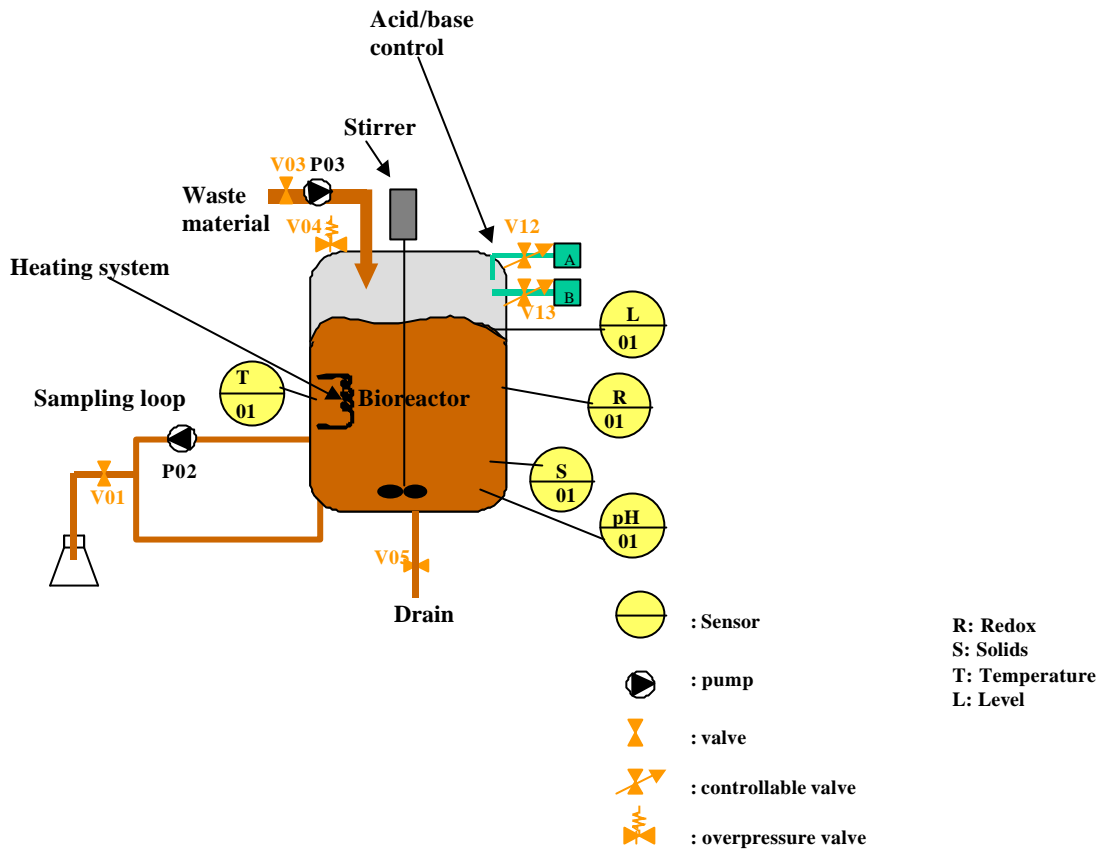 Acid/base
control
Stirrer
V03 P03
Waste
material
V04
V12
A
Heating system
B
V13
L
01
T
01
Bioreactor
R
01
Sampling loop
P02
S
01
V01
pH
01
V05
Drain
: Sensor
R: Redox
S: Solids
T: Temperature
L: Level
: pump
: valve
: controllable valve
: overpressure valve